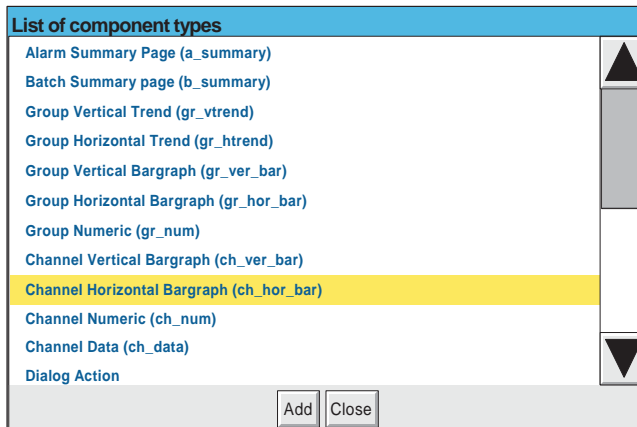 List of component types
Alarm Summary Page (a_summary)
Batch Summary page (b_summary)
Group Vertical Trend (gr_vtrend)
Group Horizontal Trend (gr_htrend)
Group Vertical Bargraph (gr_ver_bar)
Group Horizontal Bargraph (gr_hor_bar)
Group Numeric (gr_num)
Channel Vertical Bargraph (ch_ver_bar)
Channel Horizontal Bargraph (ch_hor_bar)
Channel Numeric (ch_num)
Channel Data (ch_data)
Dialog Action
Add Close